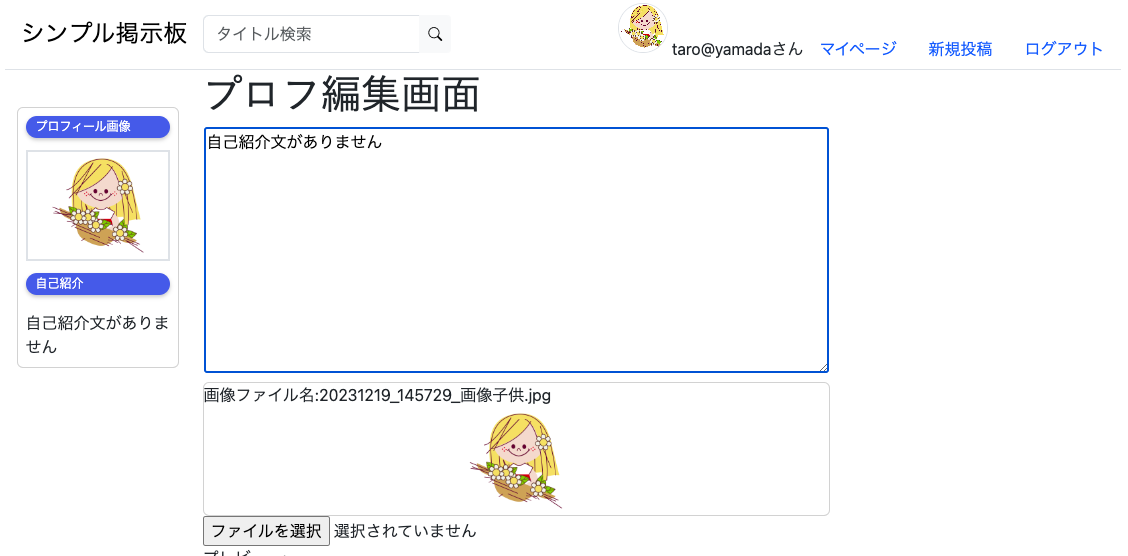 シンプル掲示板
タイトル検索
taro@yamadaさん
マイページ
新規投稿
ログアウト
プロフィール画像
自己紹介
自己紹介文がありま
せん
プロフ編集画面
自己紹介文がありません
画像ファイル名:20231219_145729_画像子供.jpg
ファイルを選択 選択されていません